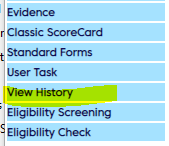 Evidence
Classic ScoreCard
Standard Forms
User Task
View History
Eligibility Screening
Eligibility Check